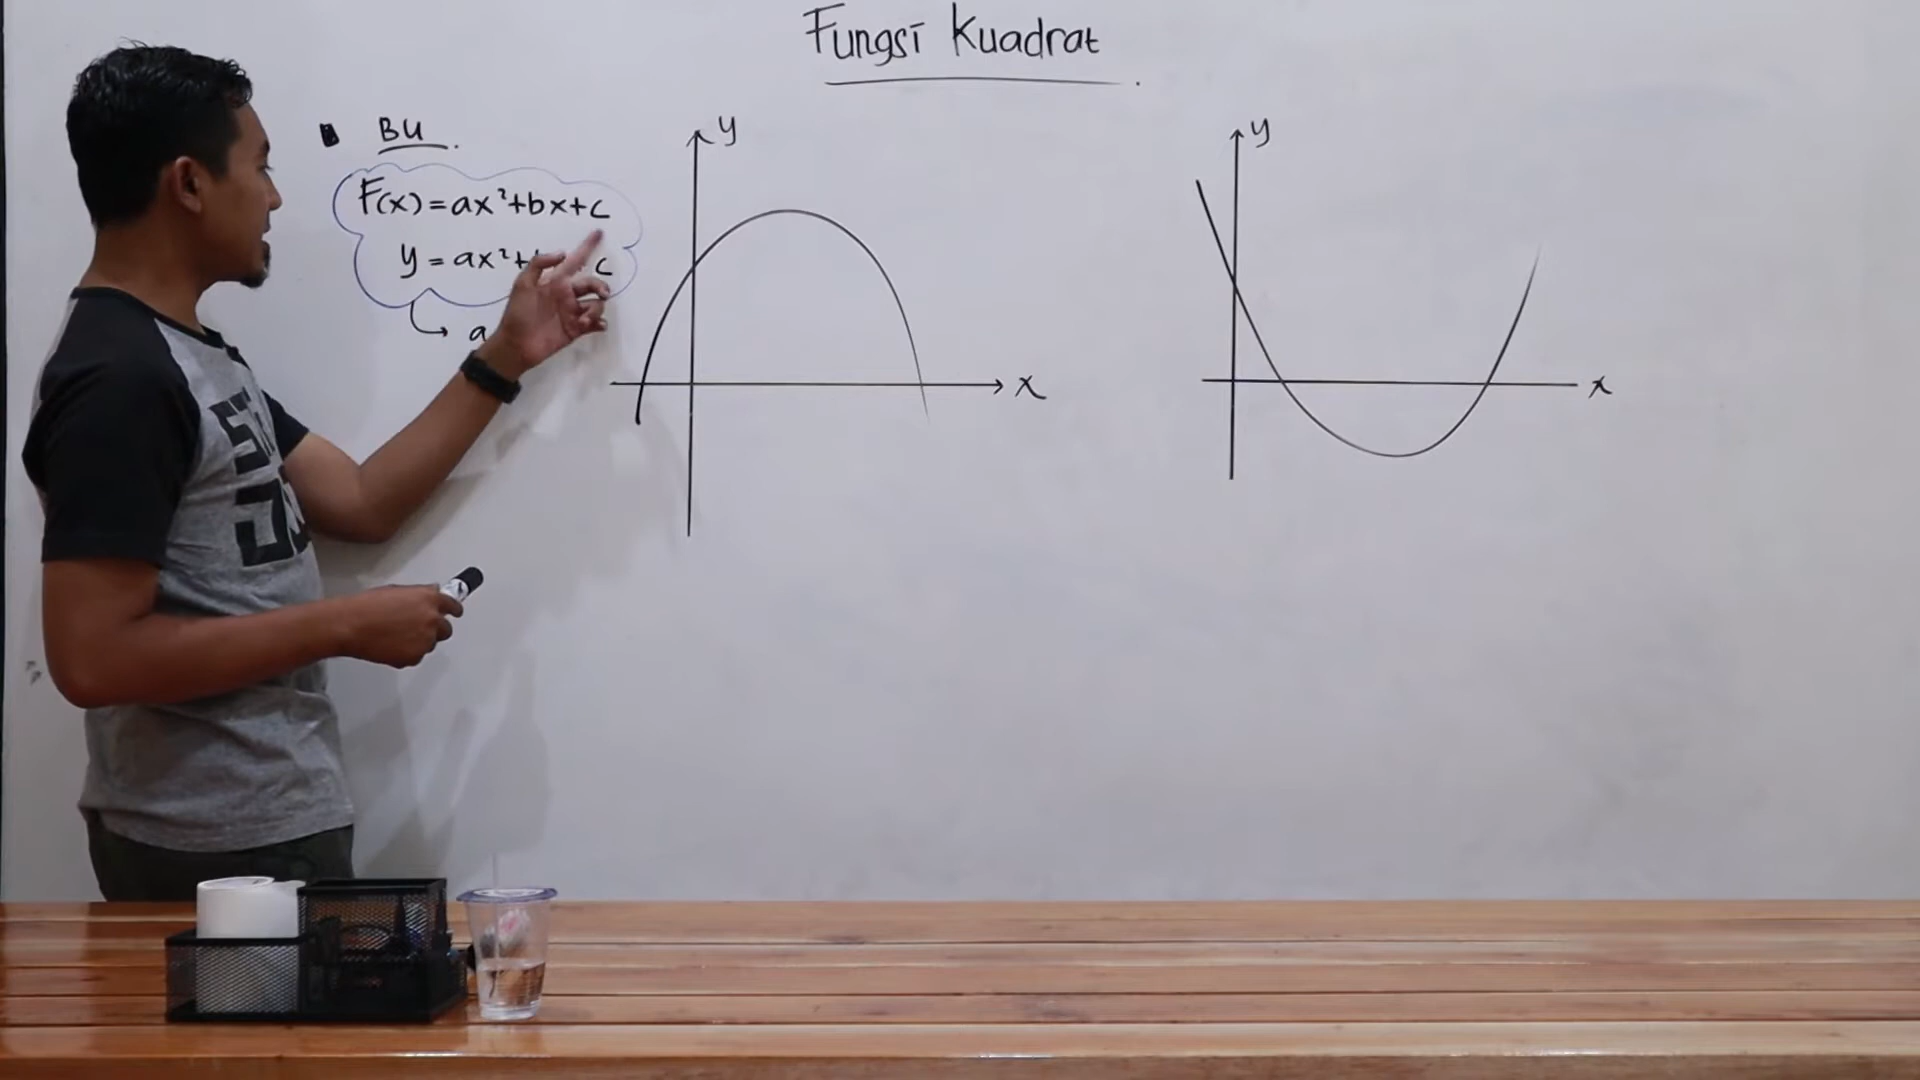 Fungsi Kuadrat
BU
F(x) = ax²+bx+c
y = ax²+ c
a
y
x
y
x